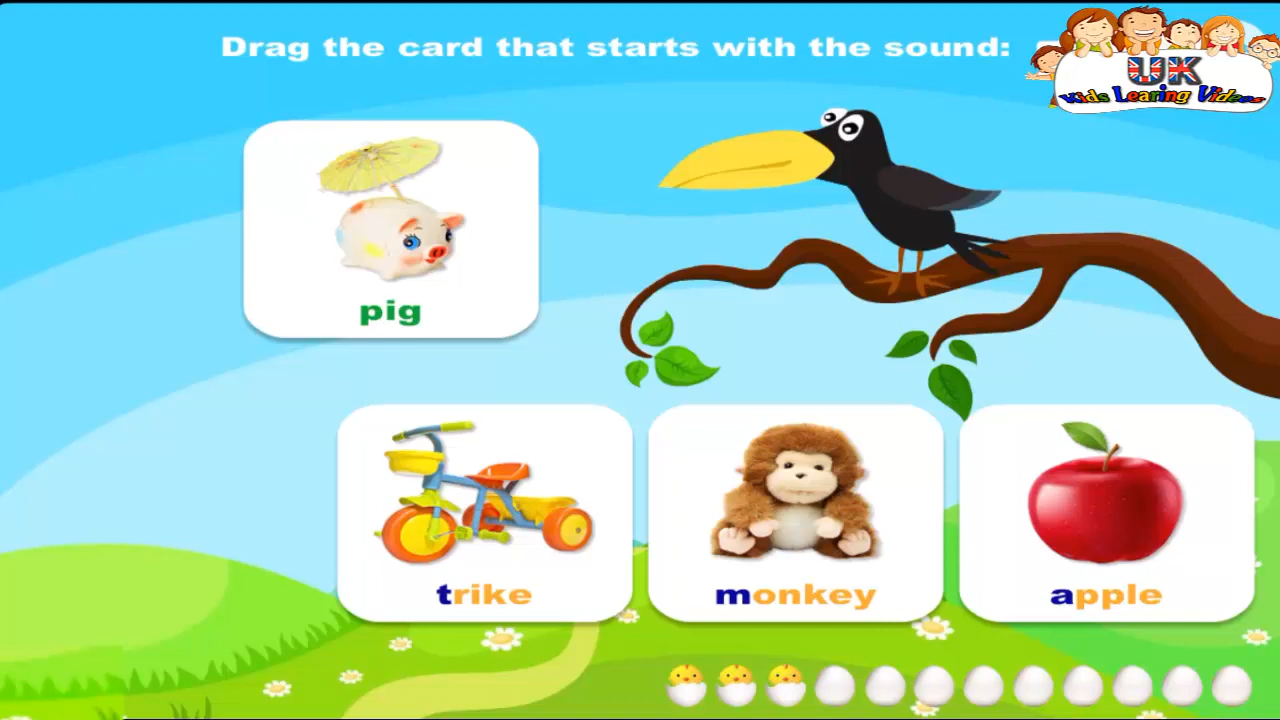 Drag the card that starts with the sound:
UK
Kids Learing Videos
pig
trike
monkey
apple